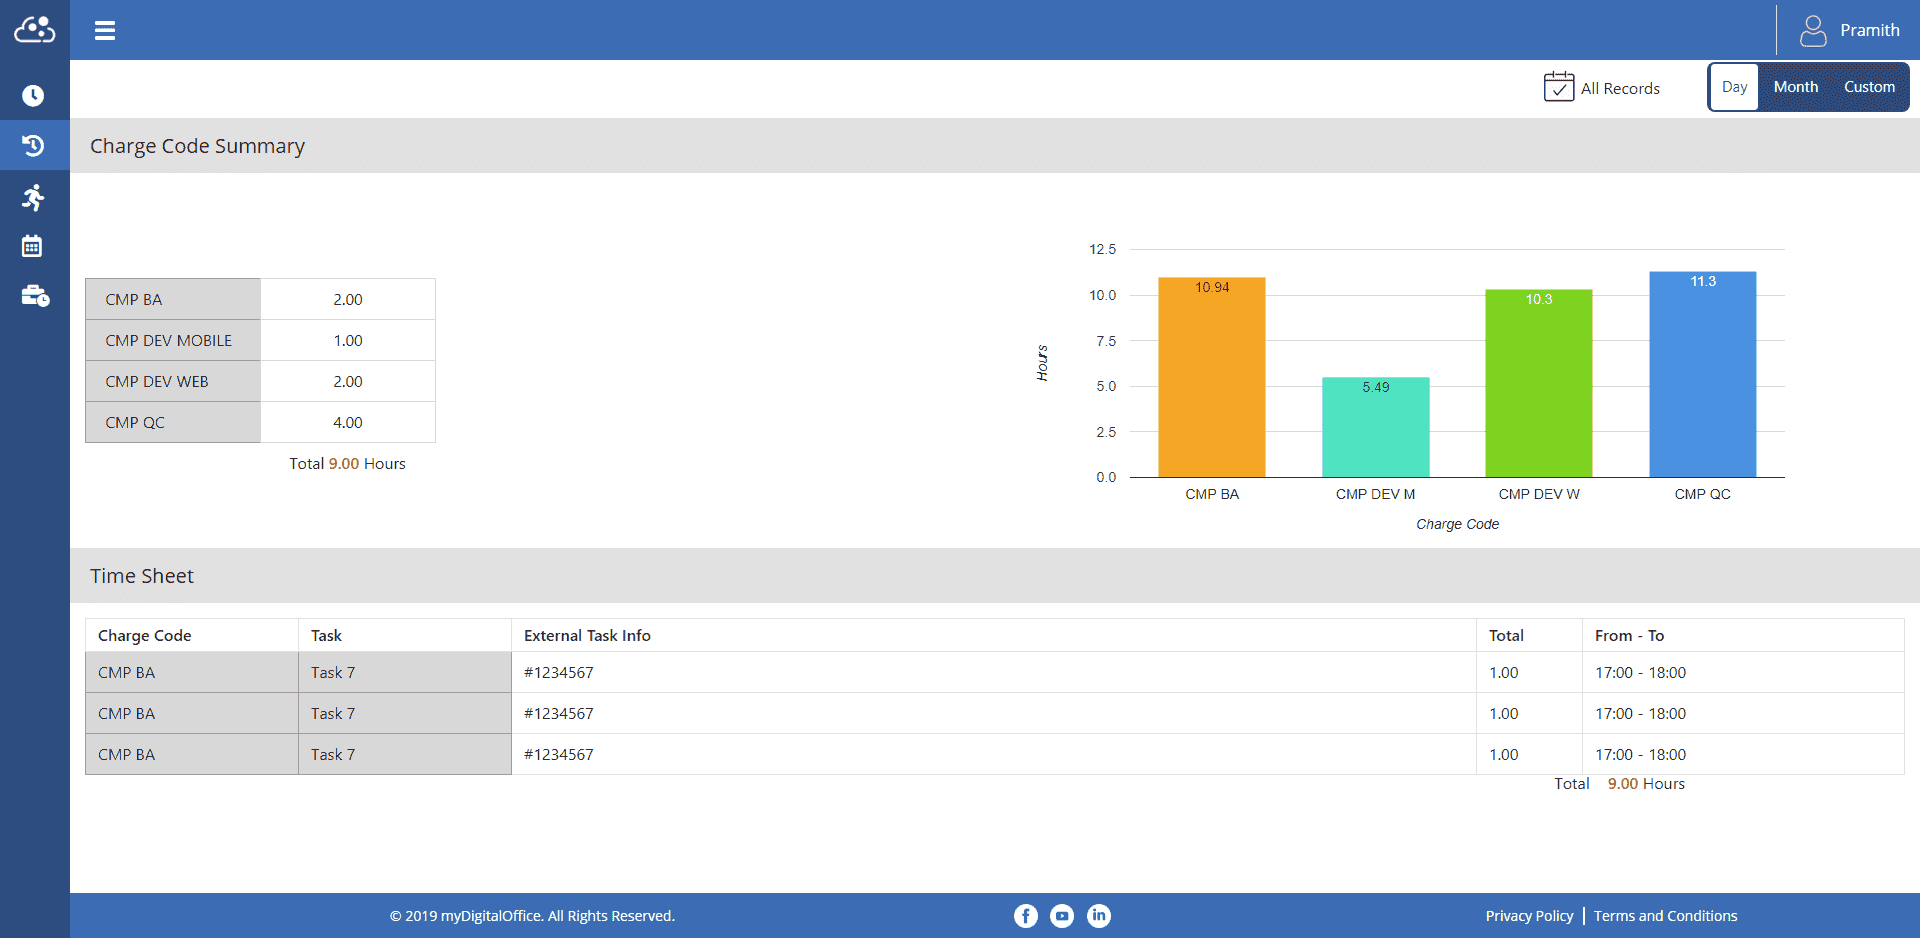 Pramith
All Records
Day Month Custom
Charge Code Summary
CMP BA 2.00
CMP DEV MOBILE 1.00
CMP DEV WEB 2.00
CMP QC 4.00
Total 9.00 Hours
Hours
12.5
10.0
7.5
5.0
2.5
0.0
10.94
5.49
10.3
11.3
CMP BA CMP DEV M CMP DEV W CMP QC
Charge Code
Time Sheet
Charge Code Task External Task Info Total From - To
CMP BA Task 7 #1234567 1.00 17:00 - 18:00
CMP BA Task 7 #1234567 1.00 17:00 - 18:00
CMP BA Task 7 #1234567 1.00 17:00 - 18:00
Total 9.00 Hours
© 2019 myDigitalOffice. All Rights Reserved.
Privacy Policy | Terms and Conditions